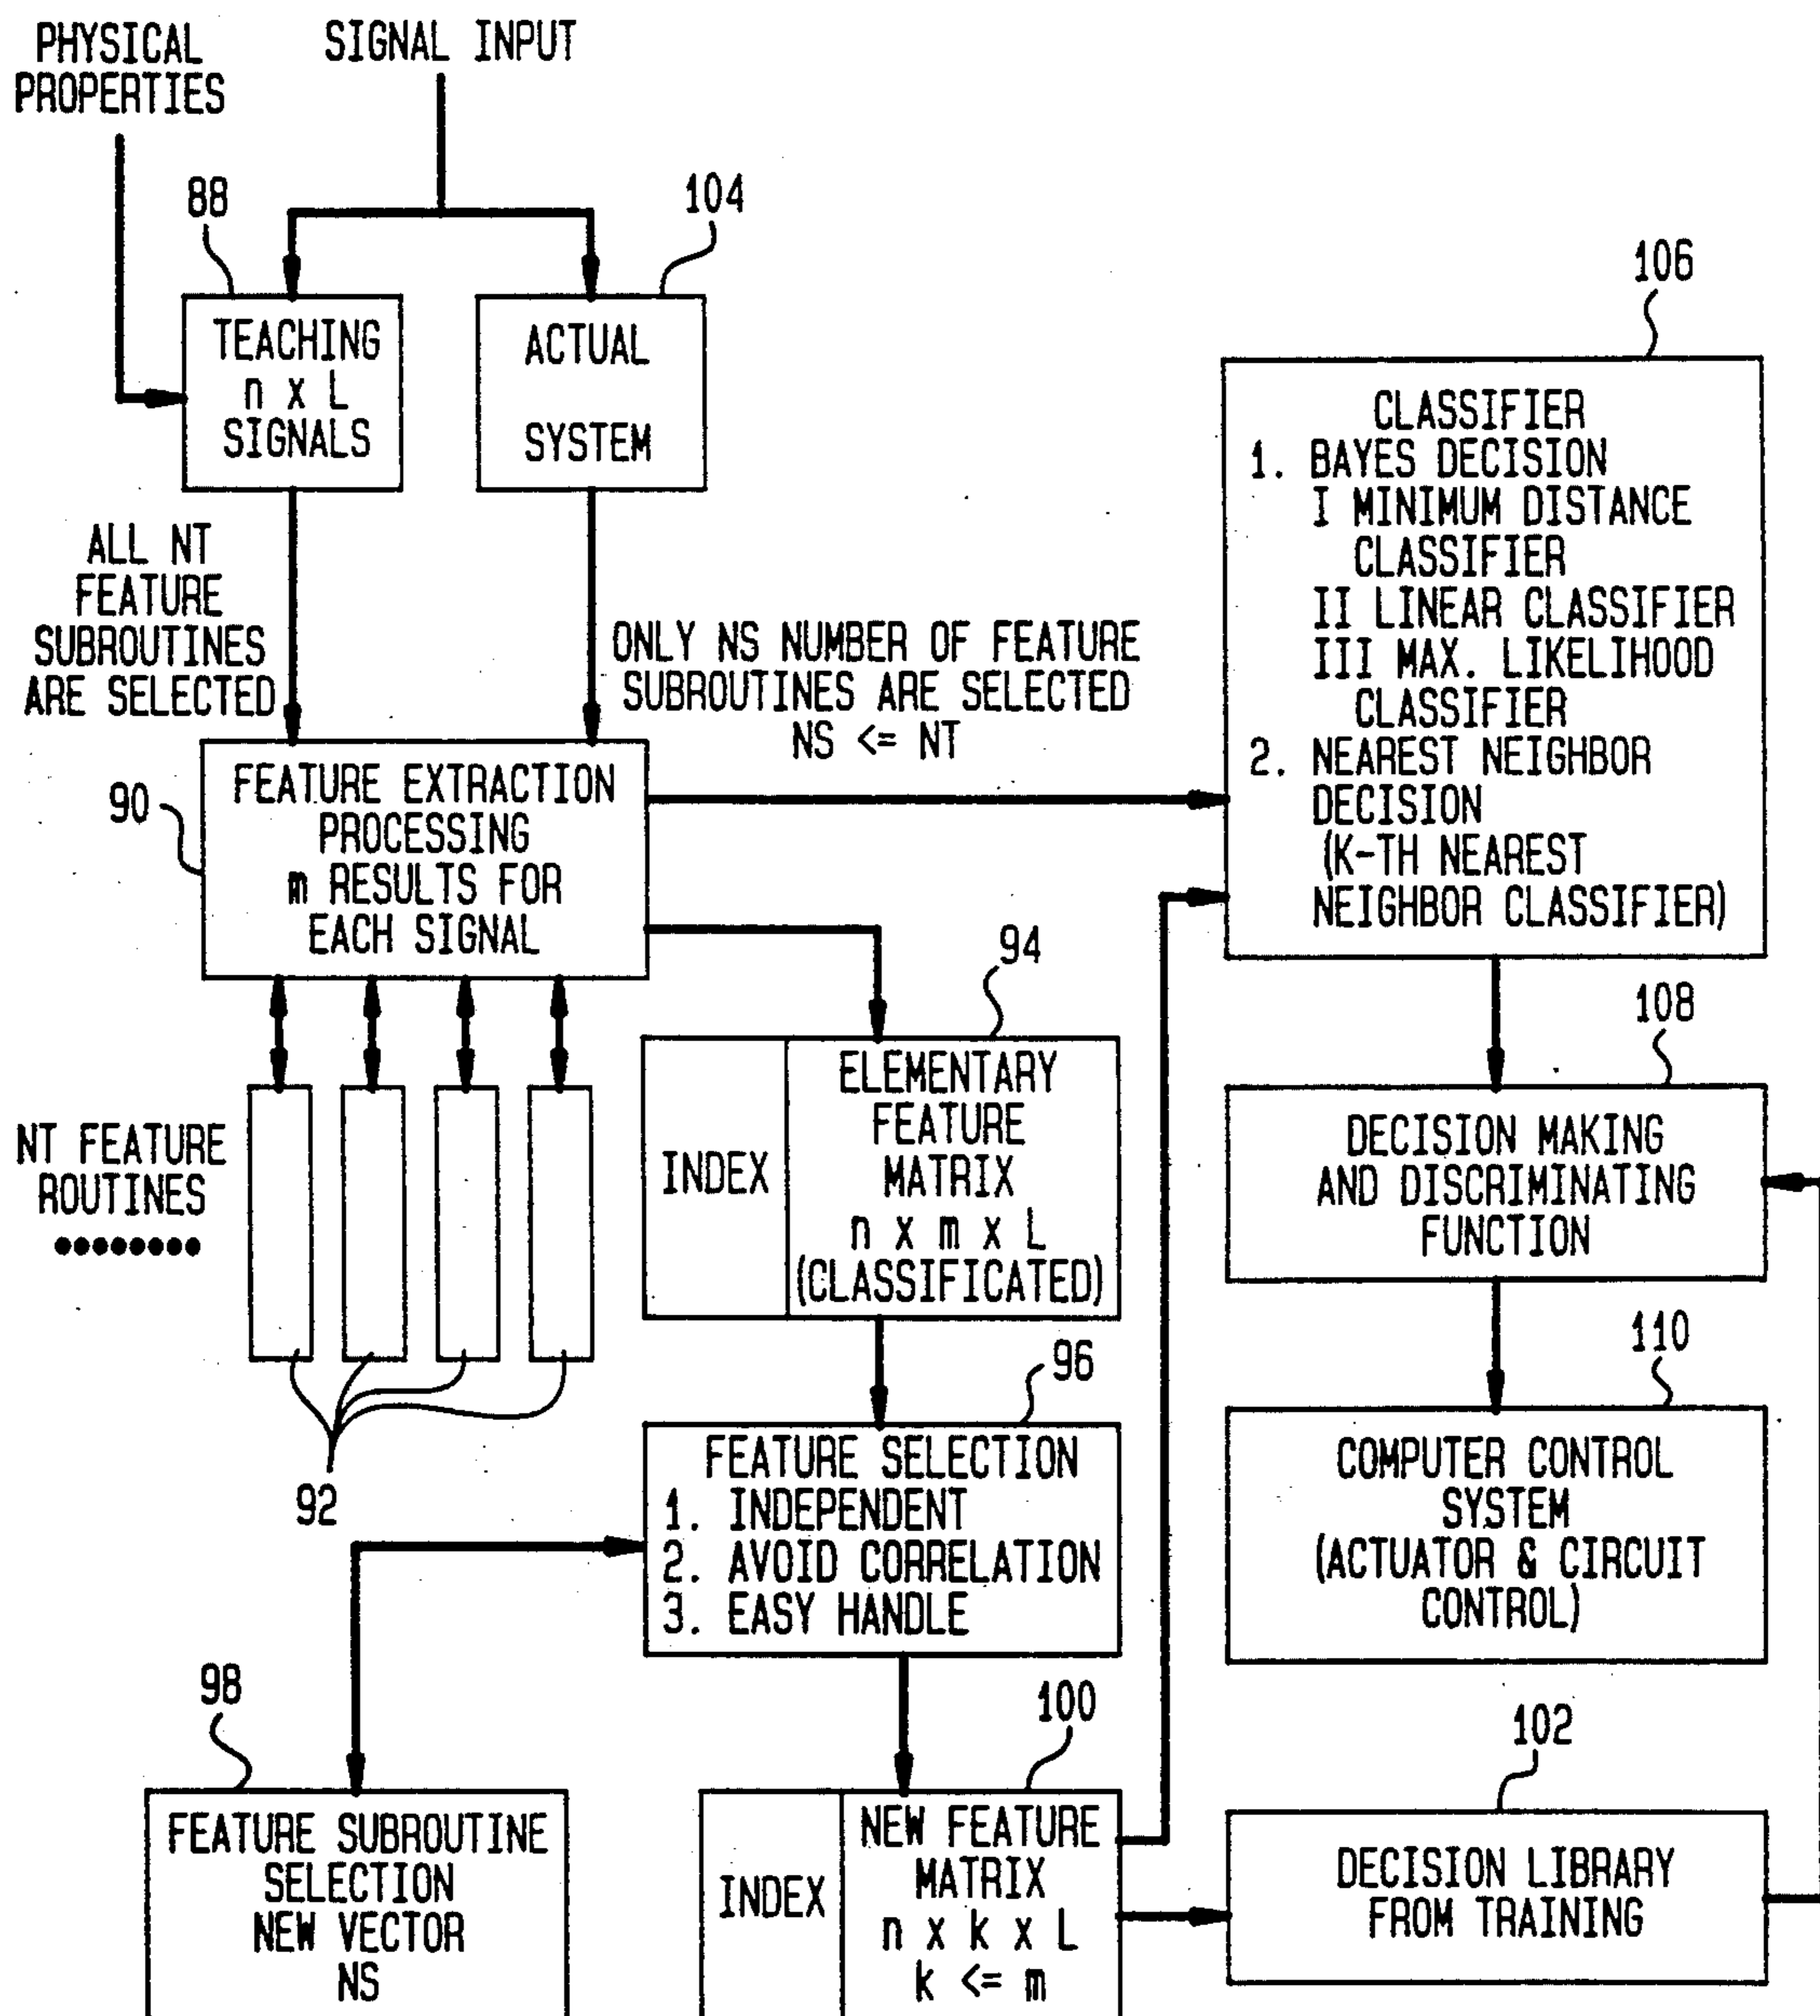 PHYSICAL
PROPERTIES
SIGNAL INPUT
88
104
TEACHING
n x L
SIGNALS
ACTUAL
SYSTEM
ALL NT
FEATURE
SUBROUTINES
ARE SELECTED
ONLY NS NUMBER OF FEATURE
SUBROUTINES ARE SELECTED
NS <= NT
90
FEATURE EXTRACTION
PROCESSING
m RESULTS FOR
EACH SIGNAL
NT FEATURE
ROUTINES
••••••••
92
94
INDEX
ELEMENTARY
FEATURE
MATRIX
n x m x L
(CLASSIFICATED)
96
FEATURE SELECTION
1. INDEPENDENT
2. AVOID CORRELATION
3. EASY HANDLE
98
FEATURE SUBROUTINE
SELECTION
NEW VECTOR
NS
100
INDEX
NEW FEATURE
MATRIX
n x k x L
k <= m
106
CLASSIFIER
1. BAYES DECISION
I MINIMUM DISTANCE
CLASSIFIER
II LINEAR CLASSIFIER
III MAX. LIKELIHOOD
CLASSIFIER
2. NEAREST NEIGHBOR
DECISION
(K-TH NEAREST
NEIGHBOR CLASSIFIER)
108
DECISION MAKING
AND DISCRIMINATING
FUNCTION
110
COMPUTER CONTROL
SYSTEM
(ACTUATOR & CIRCUIT
CONTROL)
102
DECISION LIBRARY
FROM TRAINING